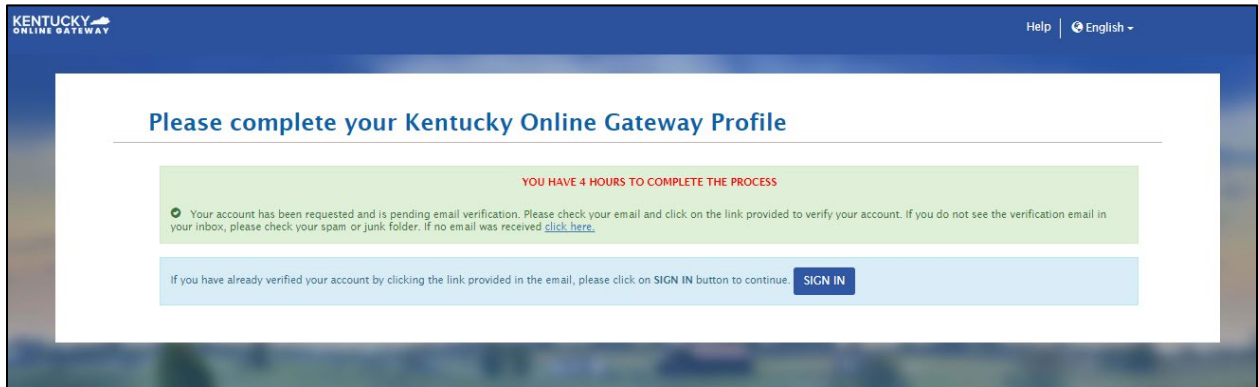 KENTUCKY
ONLINE GATEWAY
Help
English
Please complete your Kentucky Online Gateway Profile
YOU HAVE 4 HOURS TO COMPLETE THE PROCESS
Your account has been requested and is pending email verification. Please check your email and click on the link provided to verify your account. If you do not see the verification email in
your inbox, please check your spam or junk folder. If no email was received click here.
If you have already verified your account by clicking the link provided in the email, please click on SIGN IN button to continue. SIGN IN